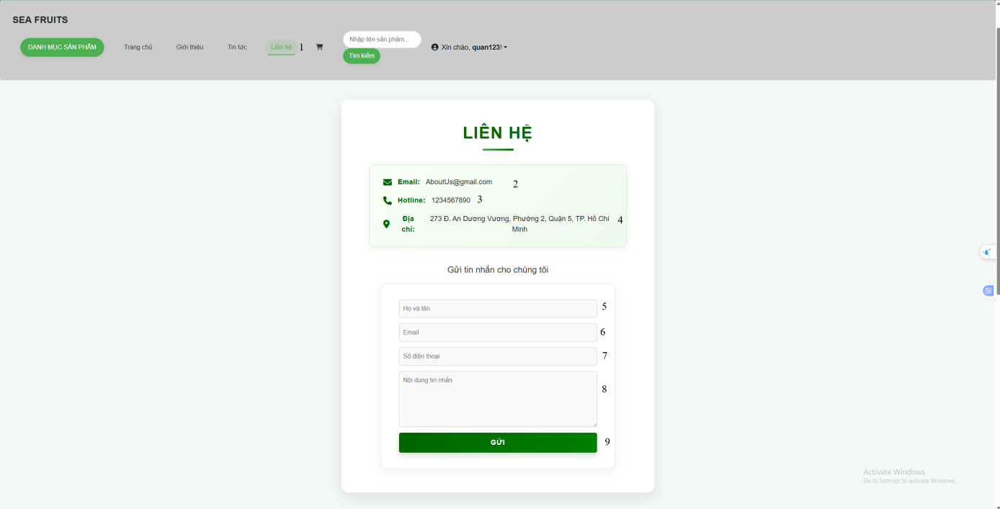 SEA FRUITS
DANH MỤC SẢN PHẨM
Trang chủ
Giới thiệu
Tin tức
Liên hệ
1
Nhập tên sản phẩm...
Tìm kiếm
Xin chào, quan123!
LIÊN HỆ
Email: AboutUs@gmail.com
2
Hotline: 1234567890
3
Địa chỉ:
273 Đ. An Dương Vương, Phường 2, Quận 5, TP. Hồ Chí
Minh
4
Gửi tin nhắn cho chúng tôi
Họ và tên
5
Email
6
Số điện thoại
7
Nội dung tin nhắn
8
GỬI
9
Activate Windows
Go to Settings to activate Windows.